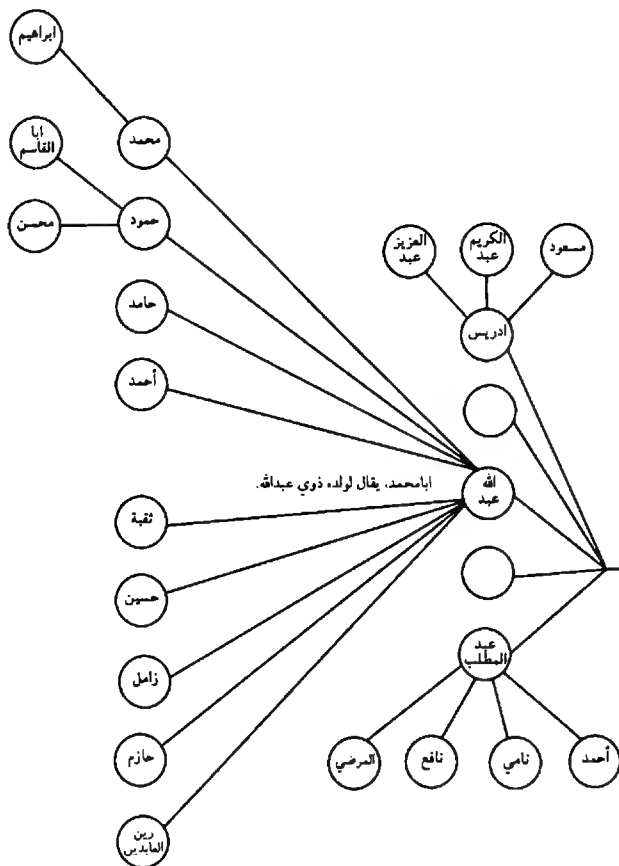 ابراهيم
ابا
القاسم
محمد
محسن
حمود
العزيز
عبد
الكريم
عبد
مسعود
حامد
ادريس
أحمد
ابامحمد، يقال لولده ذوي عبدالله.
الله
عبد
ثقبة
حسين
عبد
المطلب
زامل
حازم
المرضي
نافع
نامي
أحمد
زين
العابدين